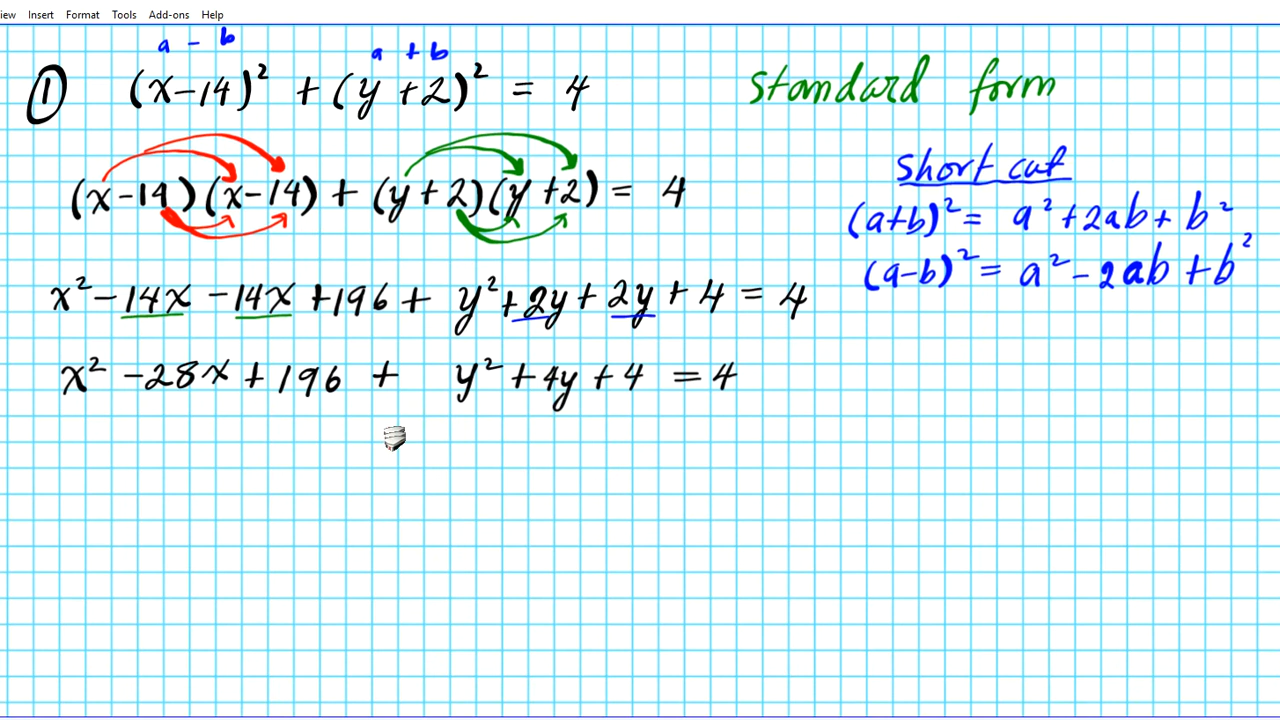 iew Insert Format Tools Add-ons Help
a - b
a + b
① (x-14)² + (y+2)² = 4
standard form
(x-14)(x-14) + (y+2)(y+2) = 4
short cut
(a+b)² = a² + 2ab + b²
(a-b)² = a² - 2ab + b²
x² - 14x - 14x + 196 + y² + 2y + 2y + 4 = 4
x² - 28x + 196 + y² + 4y + 4 = 4